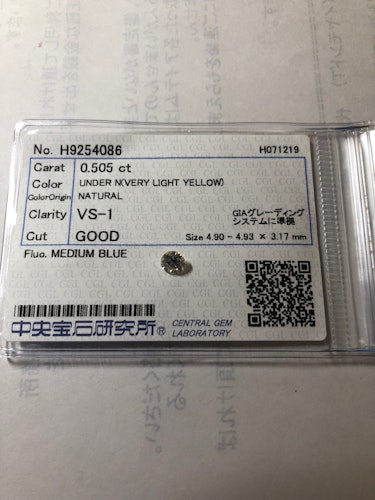 No. H9254086 H071219
Carat 0.505 ct
Color UNDER N(VERY LIGHT YELLOW)
ColorOrigin NATURAL
Clarity VS-1 GIAグレーディング
システムに準拠
Cut GOOD Size 4.90 - 4.93 × 3.17 mm
Fluo. MEDIUM BLUE
中央宝石研究所® CENTRAL GEM
LABORATORY